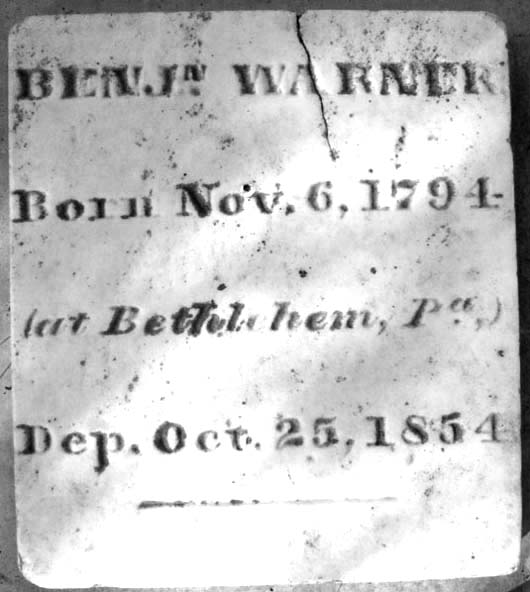 BENJN WARNER
Born Nov. 6, 1794
(at Bethlehem, Pa,)
Dep. Oct. 25, 1854